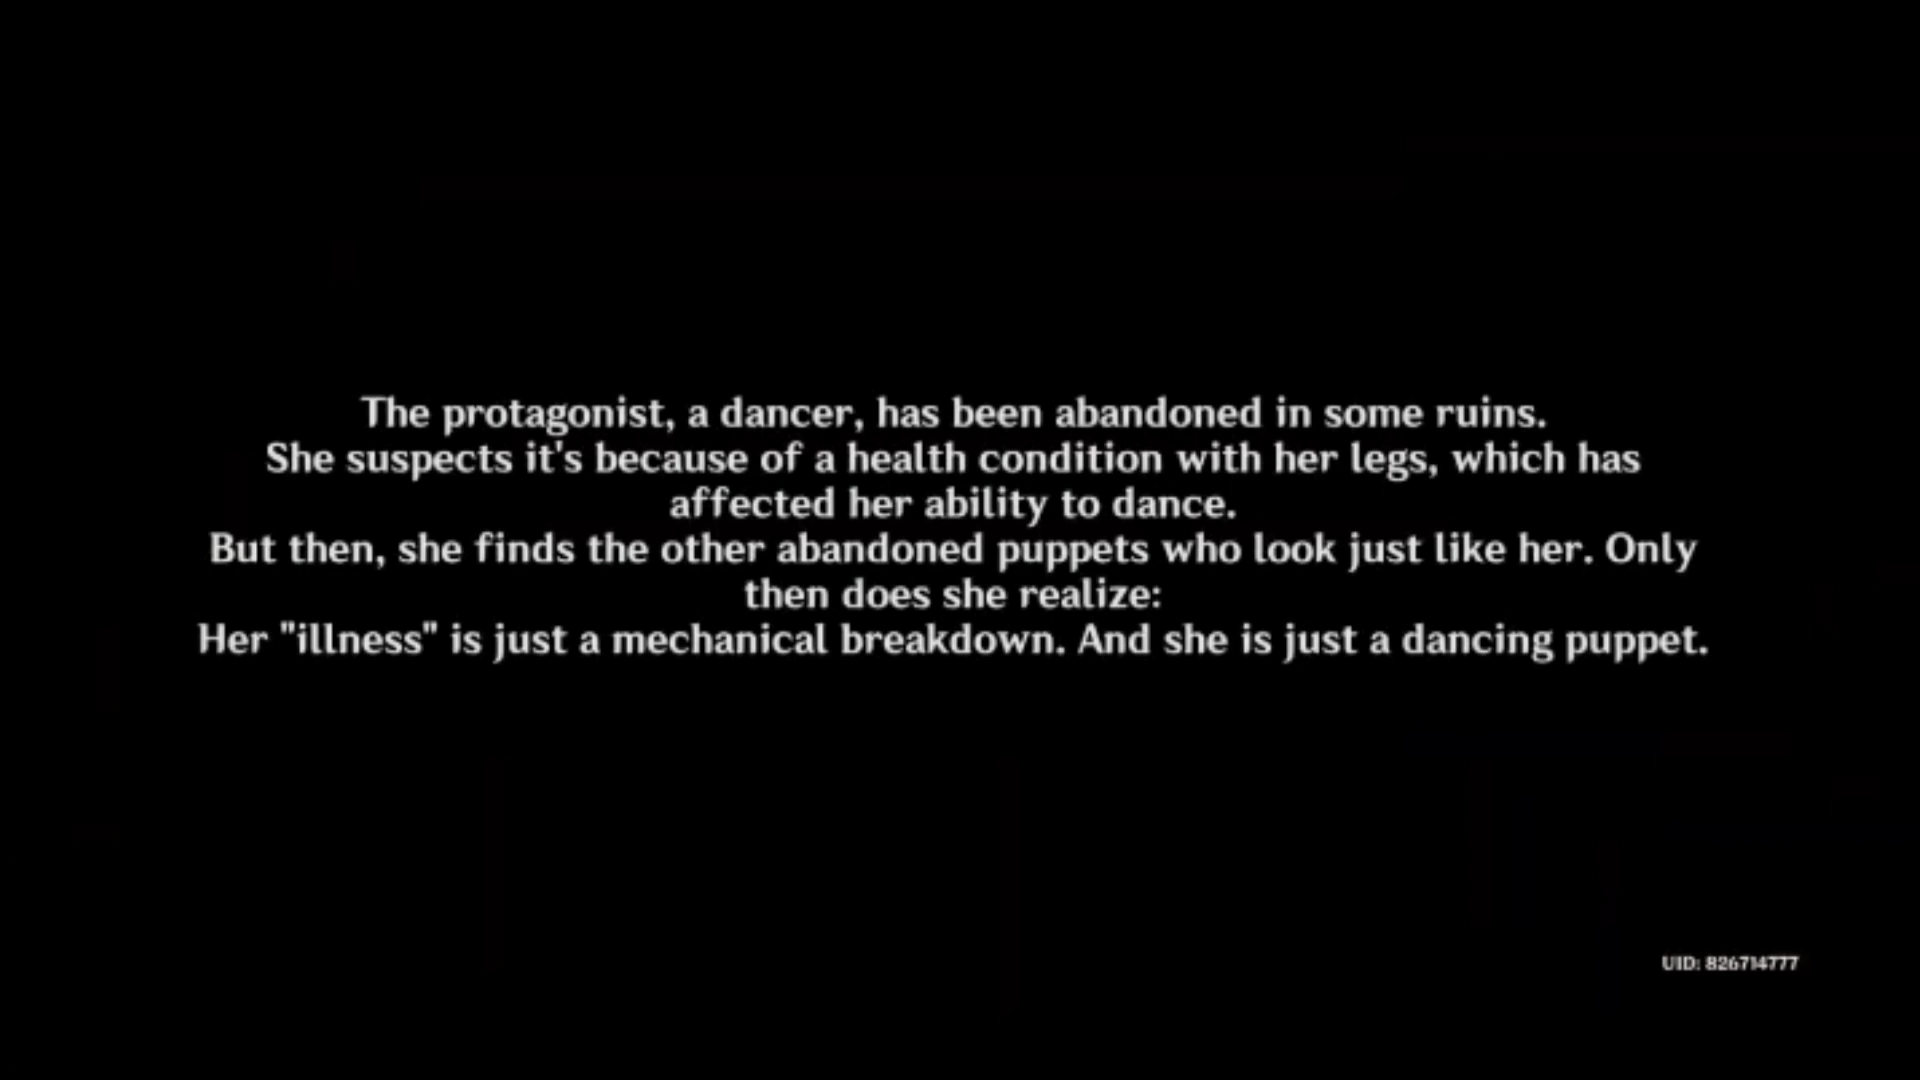 The protagonist, a dancer, has been abandoned in some ruins.
She suspects it's because of a health condition with her legs, which has
affected her ability to dance.
But then, she finds the other abandoned puppets who look just like her. Only
then does she realize:
Her "illness" is just a mechanical breakdown. And she is just a dancing puppet.
UID: 826714777